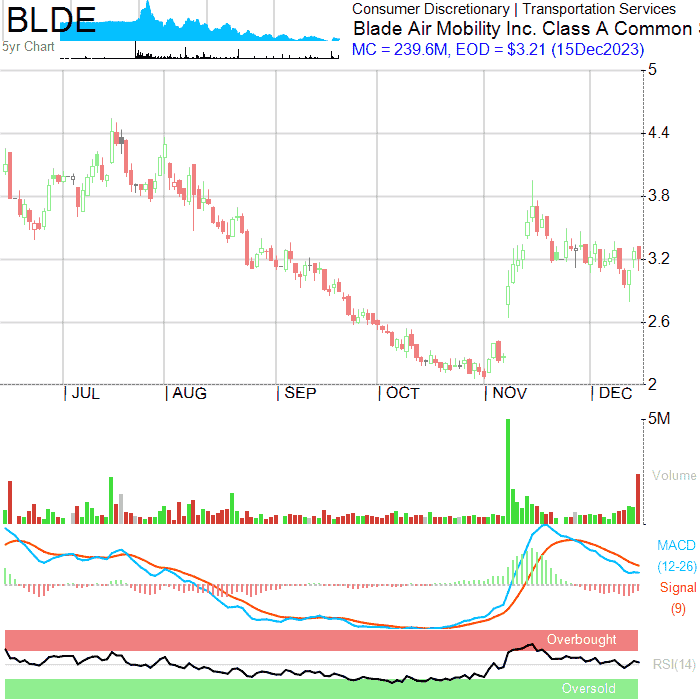 BLDE
5yr Chart
Consumer Discretionary | Transportation Services
Blade Air Mobility Inc. Class A Common
MC = 239.6M, EOD = $3.21 (15Dec2023)
5
4.4
3.8
3.2
2.6
2
| JUL | AUG | SEP | OCT | NOV | DEC
5M
Volume
MACD
(12-26)
Signal
(9)
Overbought
RSI(14)
Oversold